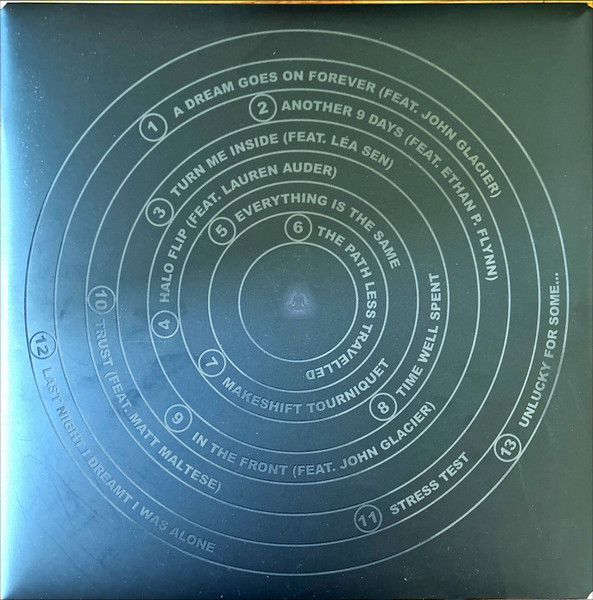 1 A DREAM GOES ON FOREVER (FEAT. JOHN GLACIER)
2 ANOTHER 9 DAYS (FEAT. ETHAN P. FLYNN)
3 TURN ME INSIDE (FEAT. LÉA SEN)
4 HALO FLIP (FEAT. LAUREN AUDER)
5 EVERYTHING IS THE SAME
6 THE PATH LESS TRAVELLED
7 MAKESHIFT TOURNIQUET
8 TIME WELL SPENT
9 IN THE FRONT (FEAT. JOHN GLACIER)
10 TRUST (FEAT. MATT MALTESE)
11 STRESS TEST
12 LAST NIGHT I DREAMT I WAS ALONE
13 UNLUCKY FOR SOME...